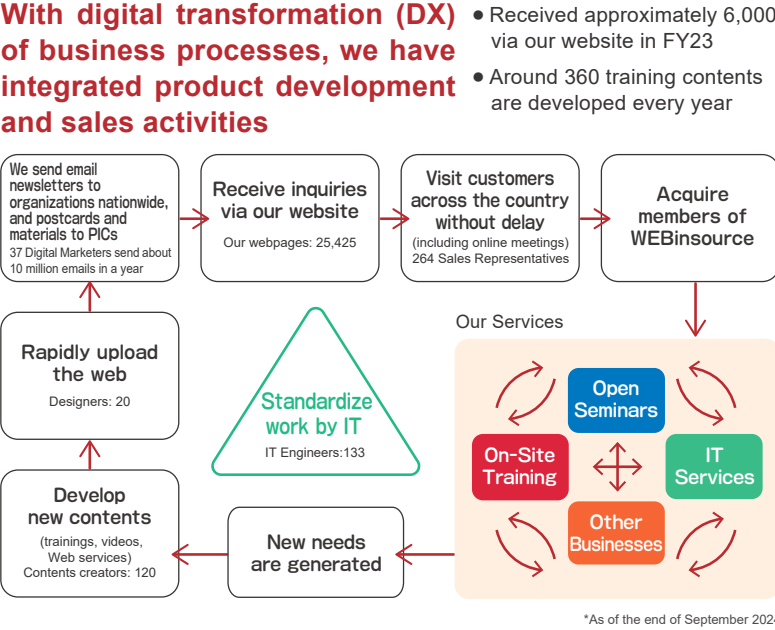 With digital transformation (DX)
of business processes, we have
integrated product development
and sales activities
● Received approximately 6,000
via our website in FY23
● Around 360 training contents
are developed every year
We send email
newsletters to
organizations nationwide,
and postcards and
materials to PICs
37 Digital Marketers send about
10 million emails in a year
Receive inquiries
via our website
Our webpages: 25,425
Visit customers
across the country
without delay
(including online meetings)
264 Sales Representatives
Acquire
members of
WEBinsource
Rapidly upload
the web
Designers: 20
Standardize
work by IT
IT Engineers:133
Our Services
Open
Seminars
On-Site
Training
IT
Services
Other
Businesses
Develop
new contents
(trainings, videos,
Web services)
Contents creators: 120
New needs
are generated
*As of the end of September 2024